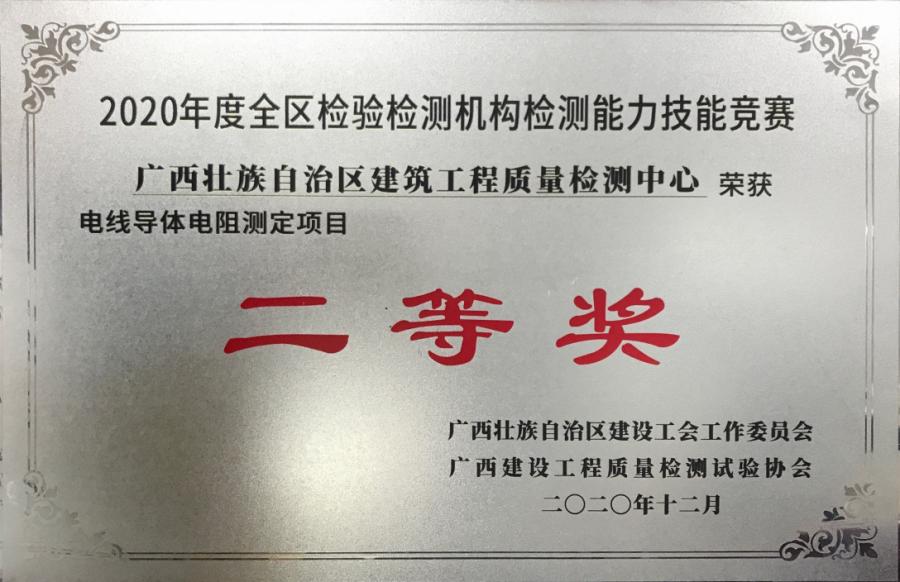 2020年度全区检验检测机构检测能力技能竞赛
广西壮族自治区建筑工程质量检测中心 荣获
电线导体电阻测定项目
二等奖
广西壮族自治区建设工会工作委员会
广西建设工程质量检测试验协会
二〇二〇年十二月